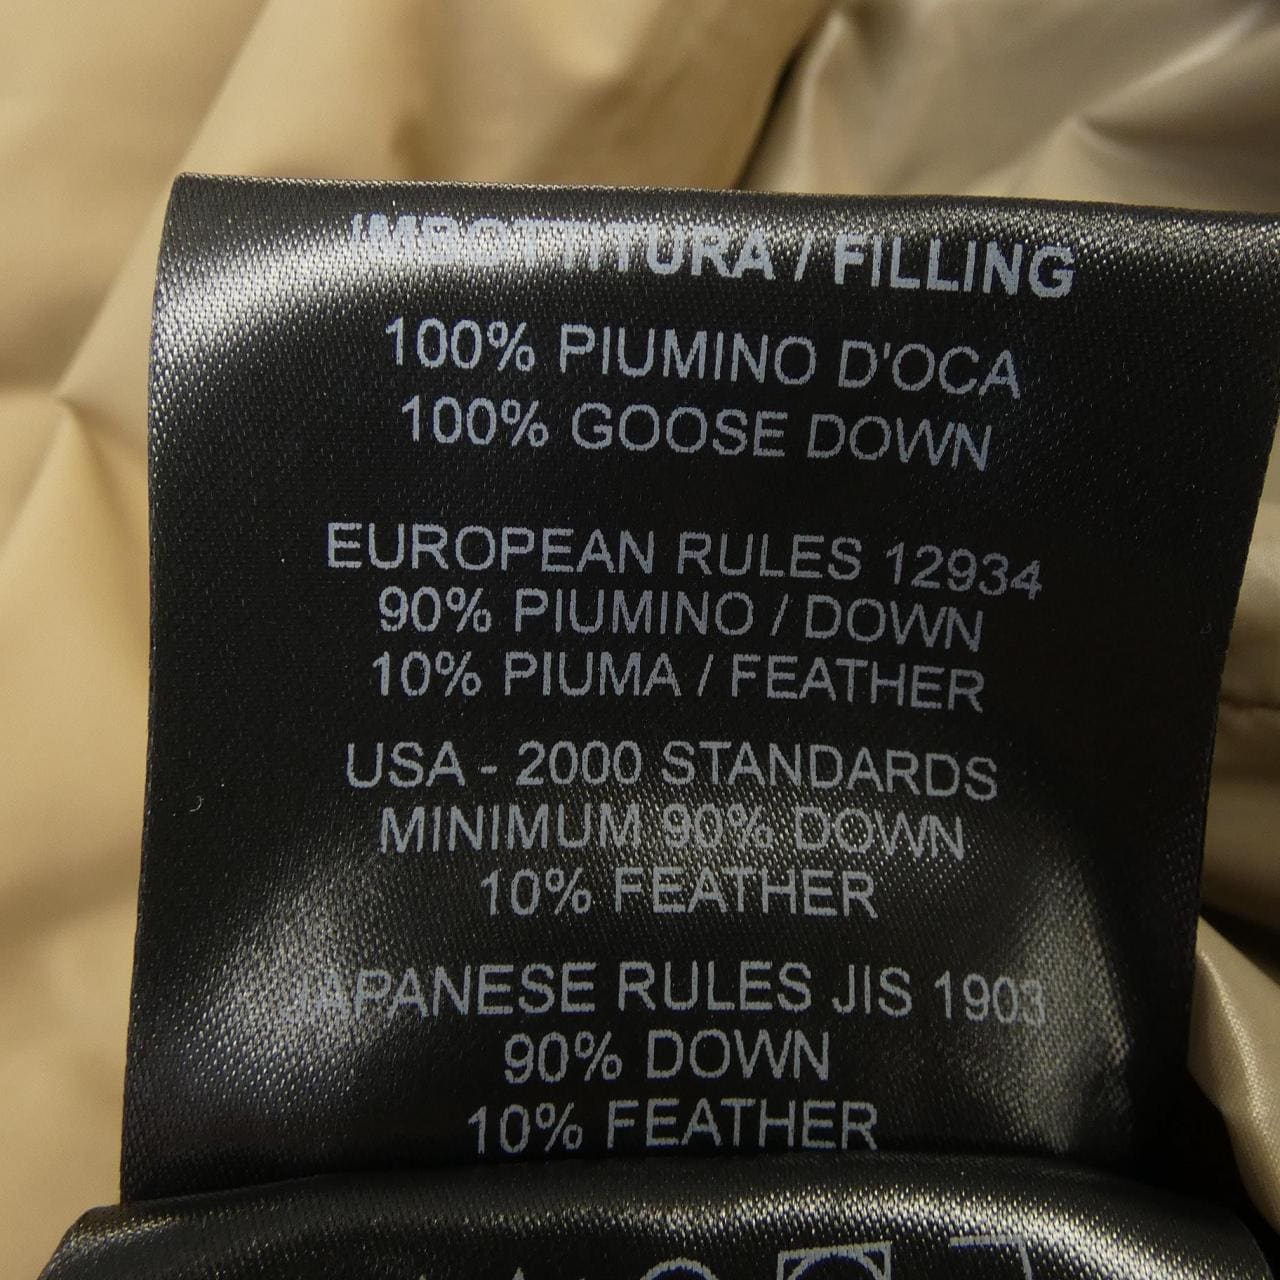 IMBOTTITURA / FILLING
100% PIUMINO D'OCA
100% GOOSE DOWN
EUROPEAN RULES 12934
90% PIUMINO / DOWN
10% PIUMA / FEATHER
USA - 2000 STANDARDS
MINIMUM 90% DOWN
10% FEATHER
JAPANESE RULES JIS 1903
90% DOWN
10% FEATHER